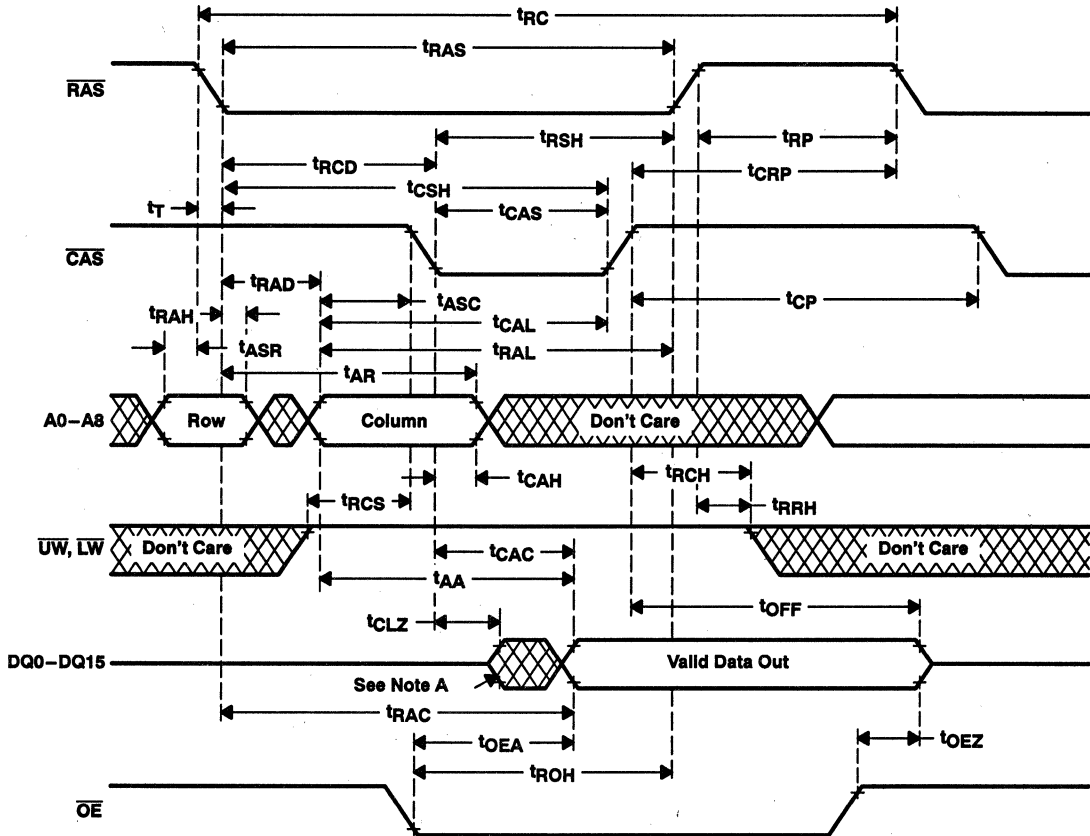 tRC
tRAS
RAS
tRSH
tRP
tRCD
tCRP
tCSH
tT
tCAS
CAS
tRAD
tASC
tCP
tRAH
tCAL
tASR
tRAL
tAR
A0–A8
Row
Column
Don't Care
tCAH
tRCH
tRCS
tRRH
UW, LW
Don't Care
Don't Care
tCAC
tAA
tOFF
tCLZ
DQ0–DQ15
Valid Data Out
See Note A
tRAC
tOEA
tOEZ
tROH
OE